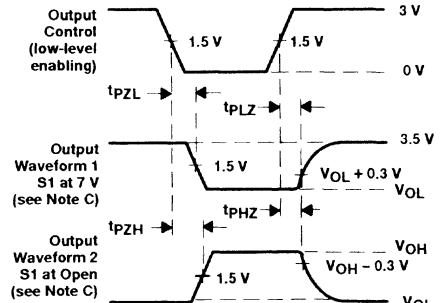 Output
Control
(low-level
enabling)
1.5 V
1.5 V
3 V
0 V
tPZL
tPLZ
Output
Waveform 1
S1 at 7 V
(see Note C)
1.5 V
3.5 V
VOL + 0.3 V
VOL
tPZH
tPHZ
Output
Waveform 2
S1 at Open
(see Note C)
1.5 V
VOH
VOH − 0.3 V